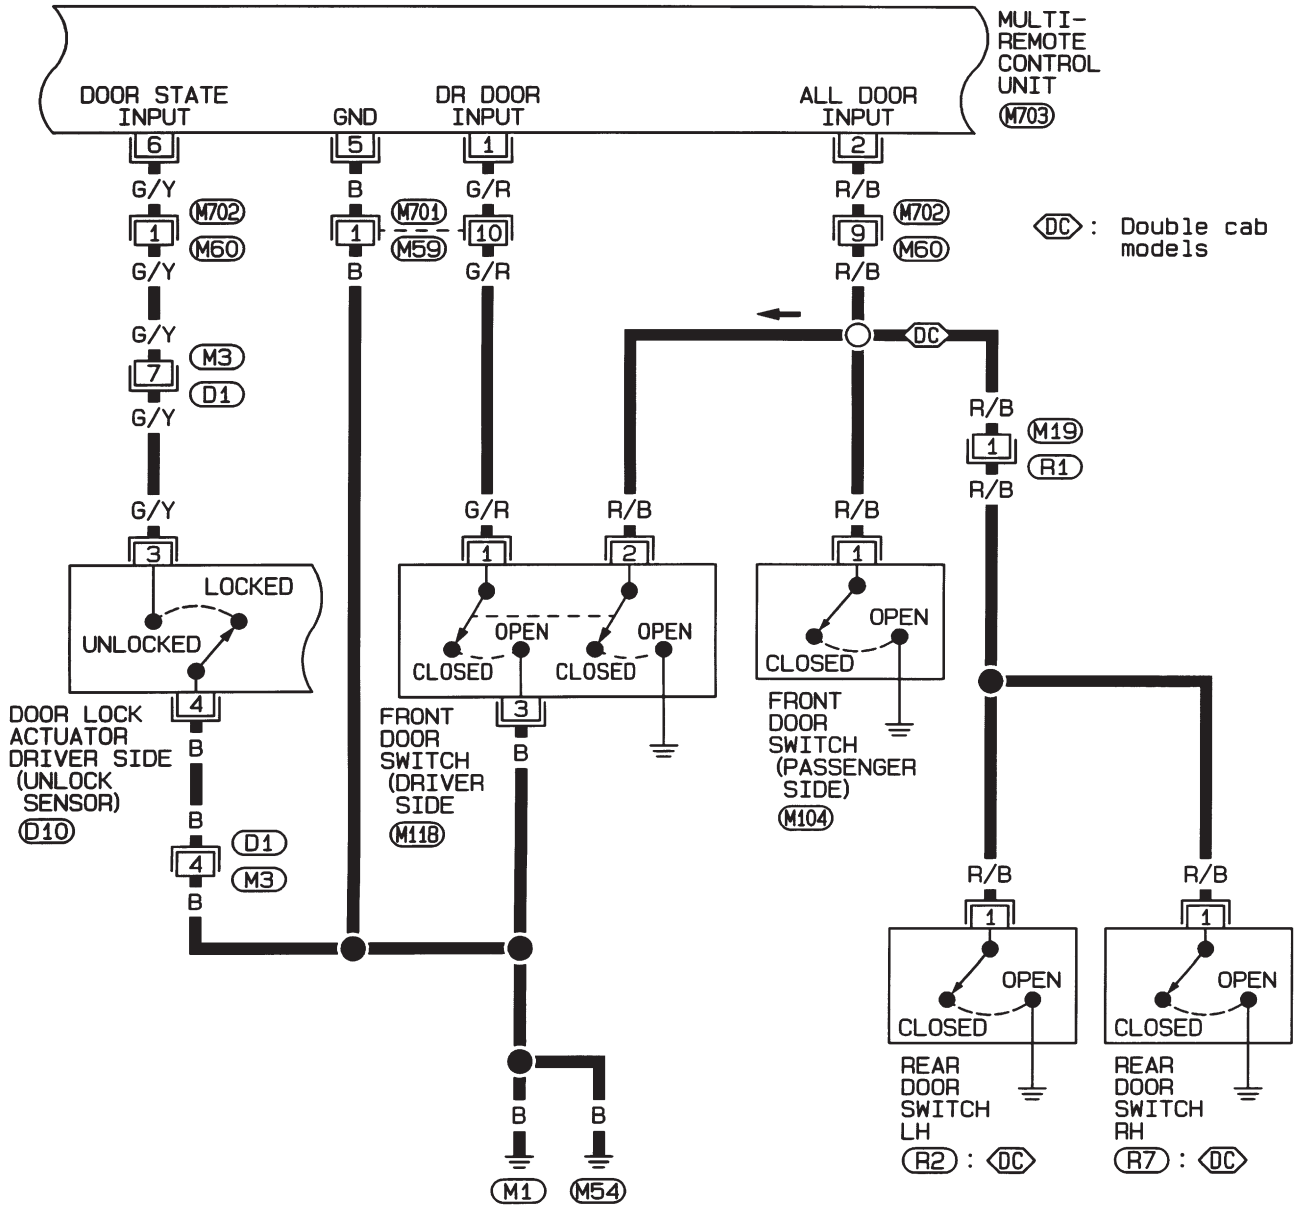 MULTI-
REMOTE
CONTROL
UNIT
M703
DOOR STATE
INPUT
GND
DR DOOR
INPUT
ALL DOOR
INPUT
6
5
1
2
G/Y
B
G/R
R/B
1
M702
M60
1
M701
M59
10
9
M702
M60
DC : Double cab
models
G/Y
B
G/R
R/B
G/Y
7
M3
D1
G/Y
DC
R/B
1
M19
R1
R/B
G/Y
G/R
R/B
R/B
3
1
2
1
LOCKED
UNLOCKED
4
OPEN
CLOSED
OPEN
CLOSED
3
OPEN
CLOSED
DOOR LOCK
ACTUATOR
DRIVER SIDE
(UNLOCK
SENSOR)
D10
B
B
4
D1
M3
B
FRONT
DOOR
SWITCH
(DRIVER
SIDE
M118
B
FRONT
DOOR
SWITCH
(PASSENGER
SIDE)
M104
R/B
R/B
1
1
OPEN
CLOSED
OPEN
CLOSED
REAR
DOOR
SWITCH
LH
R2 : DC
REAR
DOOR
SWITCH
RH
R7 : DC
B
B
M1
M54